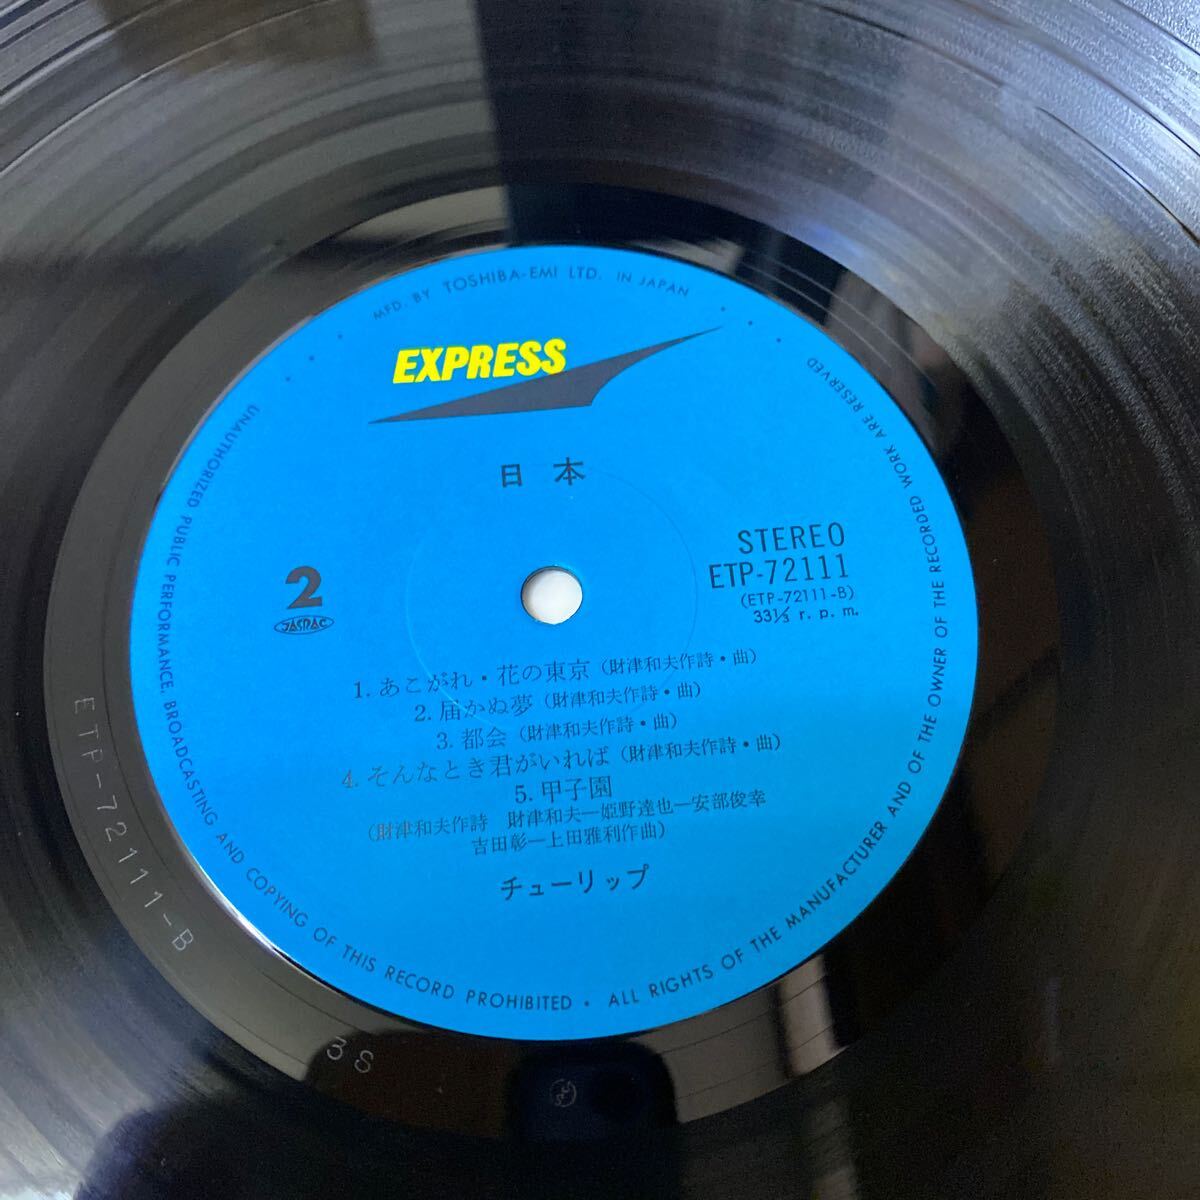 MFD. BY TOSHIBA-EMI LTD. IN JAPAN
EXPRESS
日本
STEREO
ETP-72111
(ETP-72111-B)
33⅓ r. p. m.
2
JASRAC
1. あこがれ・花の東京 (財津和夫作詩・曲)
2. 届かぬ夢 (財津和夫作詩・曲)
3. 都会 (財津和夫作詩・曲)
4. そんなとき君がいれば (財津和夫作詩・曲)
5. 甲子園
(財津和夫作詩 財津和夫―姫野達也―安部俊幸
吉田彰―上田雅利作曲)
チューリップ
UNAUTHORIZED PUBLIC PERFORMANCE, BROADCASTING AND COPYING OF THIS RECORD PROHIBITED • ALL RIGHTS OF THE MANUFACTURER AND OF THE OWNER OF THE RECORDED WORK ARE RESERVED
ETP-72111-B
3S